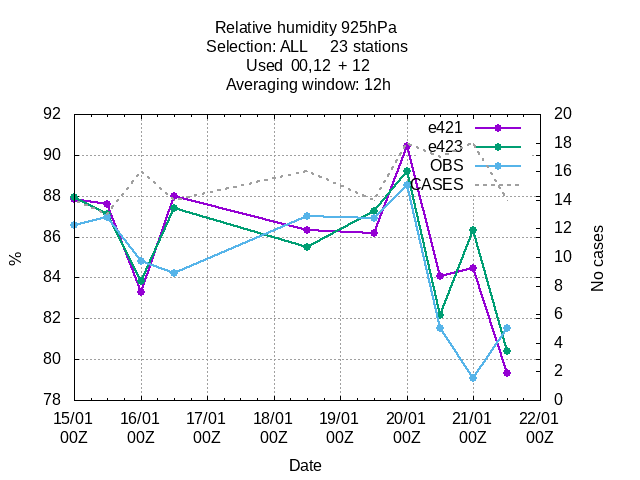 Relative humidity 925hPa
Selection: ALL 23 stations
Used 00,12 + 12
Averaging window: 12h
92 20
90 18
88 16
86 14
84 12
82 10
80 8
78 6
4
2
0
e421
e423
OBS
CASES
%
No cases
15/01 16/01 17/01 18/01 19/01 20/01 21/01 22/01
00Z 00Z 00Z 00Z 00Z 00Z 00Z 00Z
Date